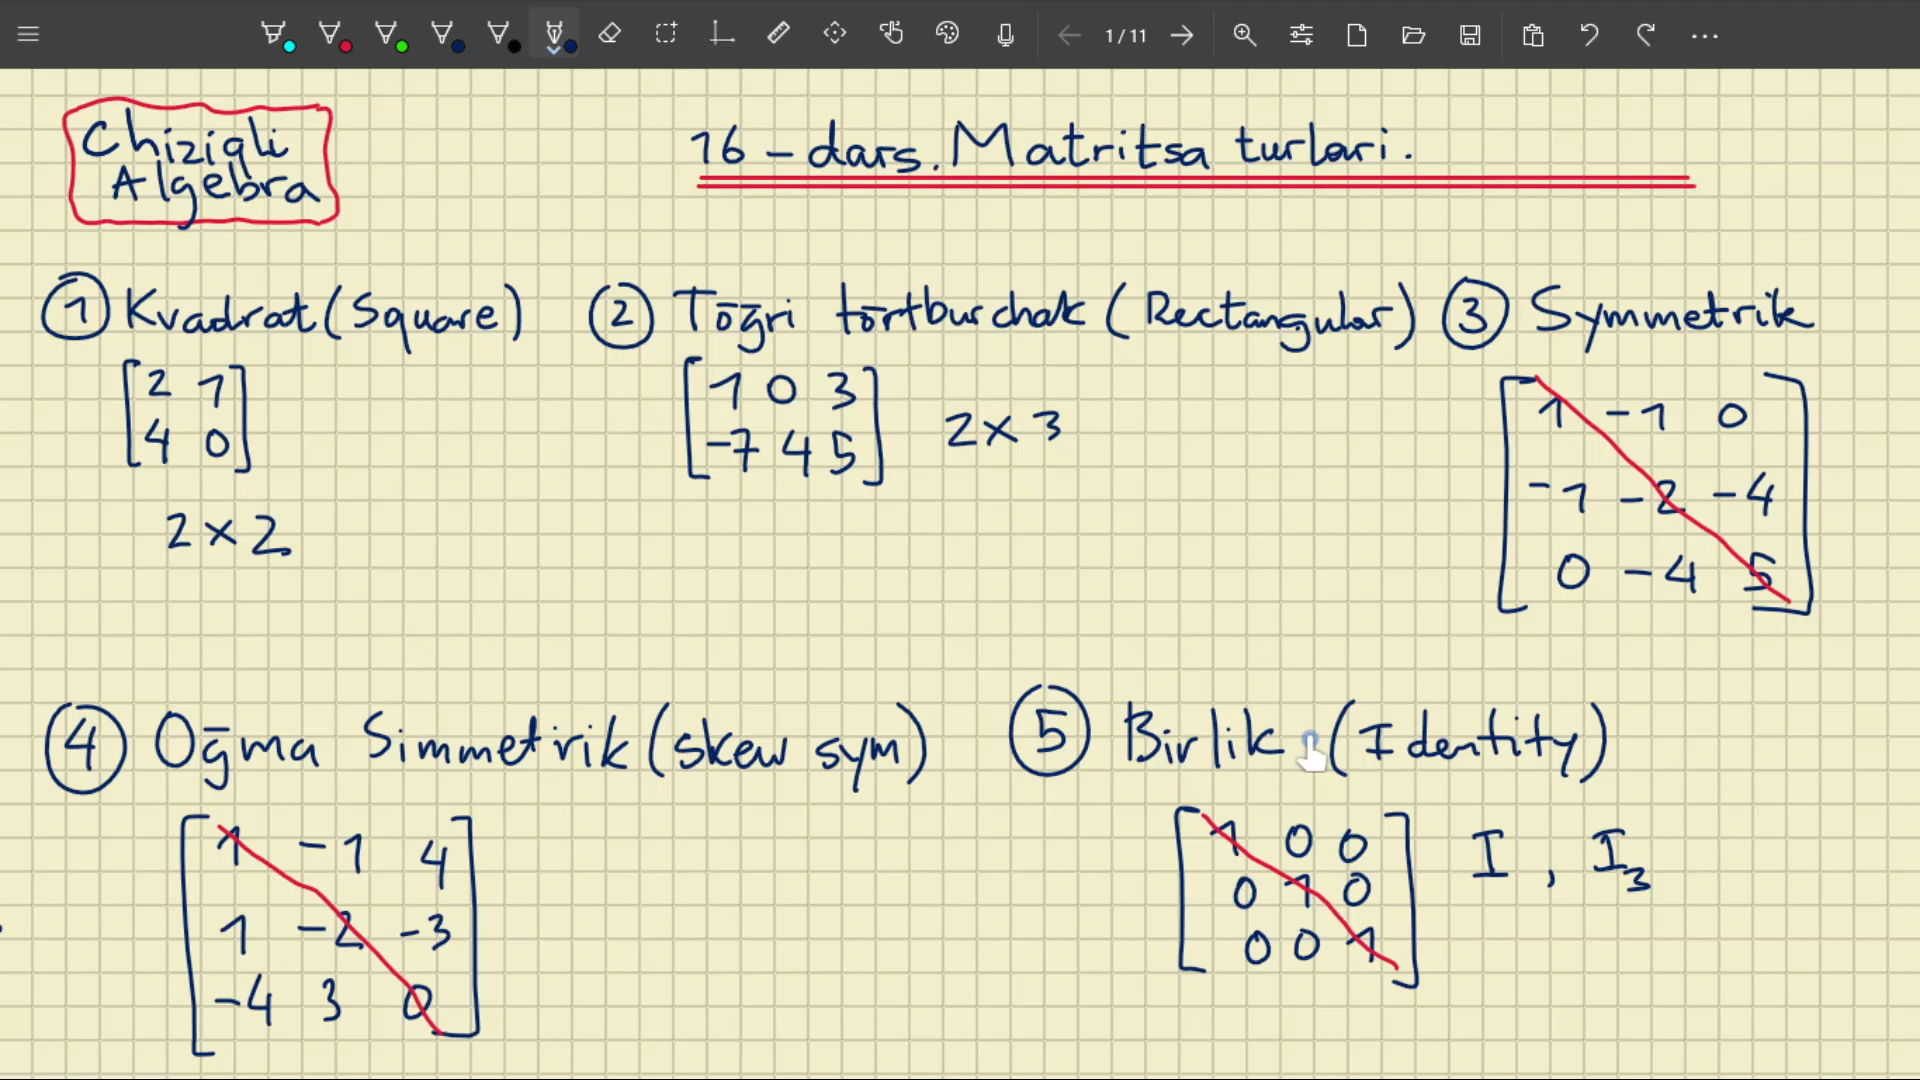 1 / 11
Chiziqli
Algebra
16 - dars. Matritsa turlari.
① Kvadrat (Square)
2 1
4 0
2 x 2
② Tōḡri tōrtburchak (Rectangular)
1 0 3
-7 4 5
2 x 3
③ Symmetrik
1 -1 0
-1 -2 -4
0 -4 5
④ Oḡma Simmetirik (skew sym)
1 -1 4
1 -2 -3
-4 3 0
⑤ Birlik (Identity)
1 0 0
0 1 0
0 0 1
I , I₃